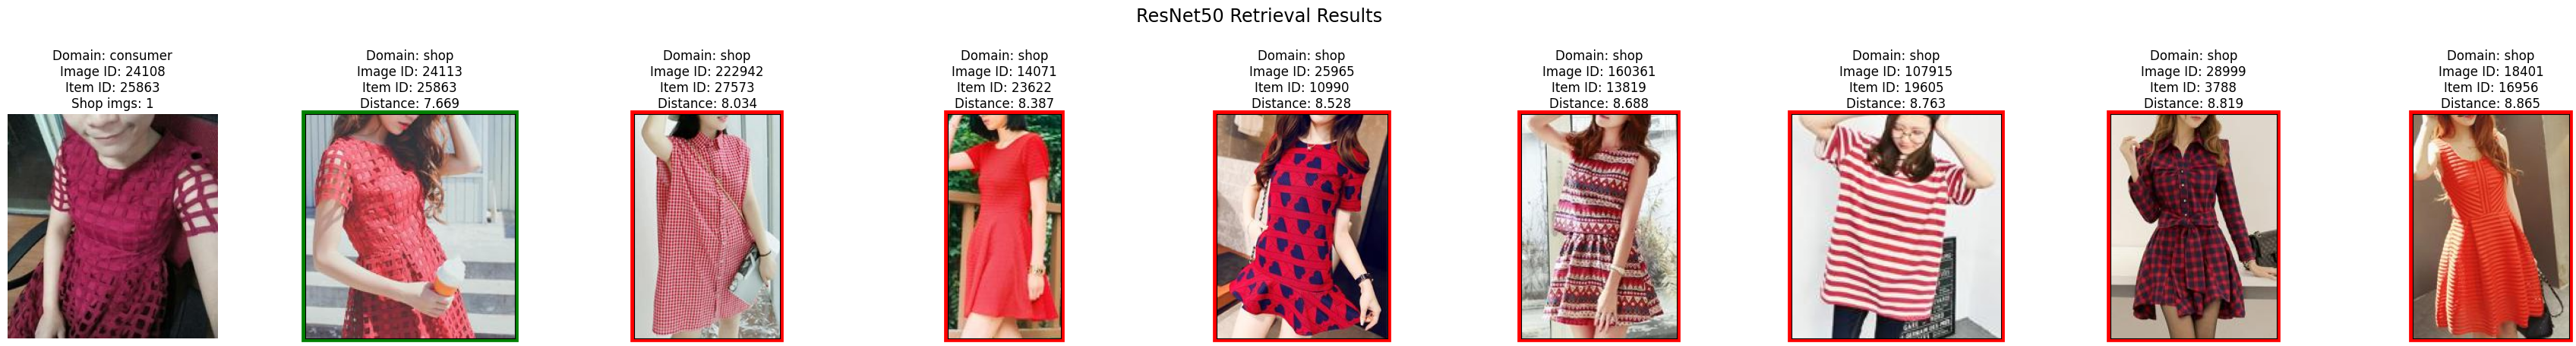 ResNet50 Retrieval Results
Domain: consumer
Image ID: 24108
Item ID: 25863
Shop imgs: 1
Domain: shop
Image ID: 24113
Item ID: 25863
Distance: 7.669
Domain: shop
Image ID: 222942
Item ID: 27573
Distance: 8.034
Domain: shop
Image ID: 14071
Item ID: 23622
Distance: 8.387
Domain: shop
Image ID: 25965
Item ID: 10990
Distance: 8.528
Domain: shop
Image ID: 160361
Item ID: 13819
Distance: 8.688
Domain: shop
Image ID: 107915
Item ID: 19605
Distance: 8.763
Domain: shop
Image ID: 28999
Item ID: 3788
Distance: 8.819
Domain: shop
Image ID: 18401
Item ID: 16956
Distance: 8.865